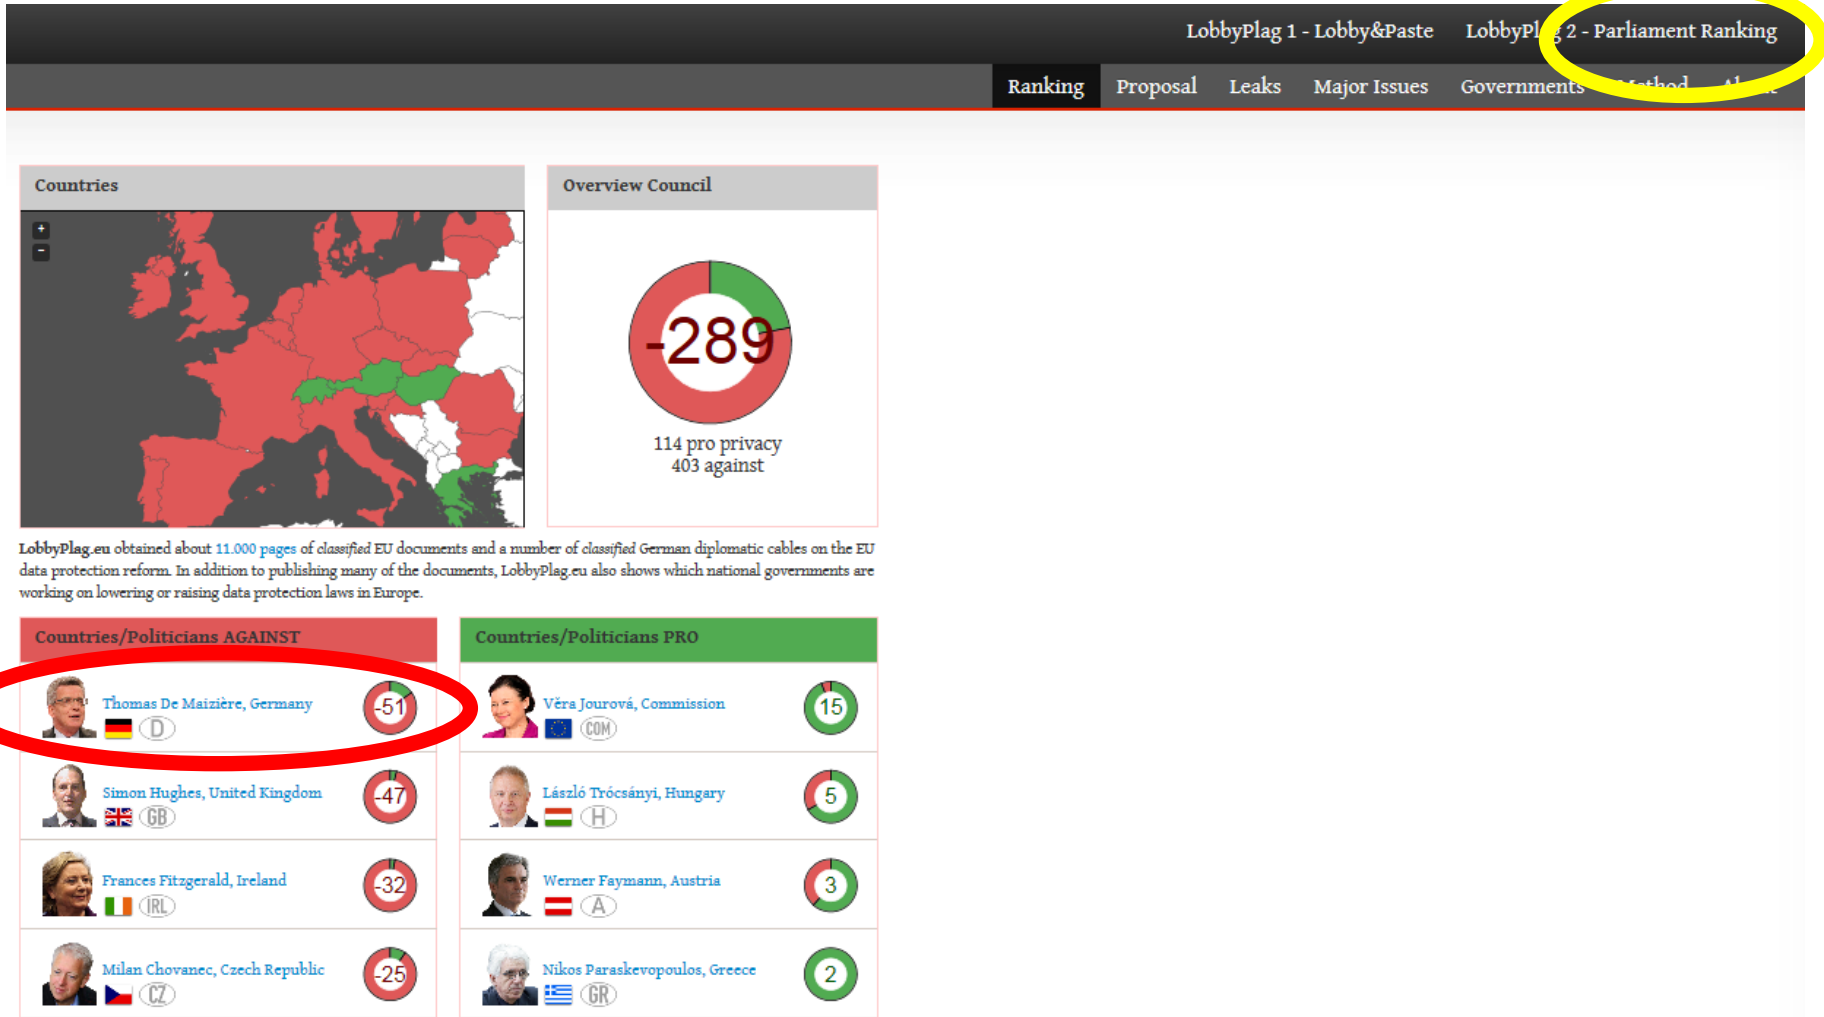 LobbyPlag 1 - Lobby&Paste LobbyPlag 2 - Parliament Ranking
Ranking Proposal Leaks Major Issues Governments Method
Countries
+
-
Overview Council
-289
114 pro privacy
403 against
LobbyPlag.eu obtained about 11.000 pages of classified EU documents and a number of classified German diplomatic cables on the EU
data protection reform. In addition to publishing many of the documents, LobbyPlag.eu also shows which national governments are
working on lowering or raising data protection laws in Europe.
Countries/Politicians AGAINST
Thomas De Maizière, Germany
D
-51
Simon Hughes, United Kingdom
GB
-47
Frances Fitzgerald, Ireland
IRL
-32
Milan Chovanec, Czech Republic
CZ
-25
Countries/Politicians PRO
Věra Jourová, Commission
COM
15
László Trócsányi, Hungary
H
5
Werner Faymann, Austria
A
3
Nikos Paraskevopoulos, Greece
GR
2